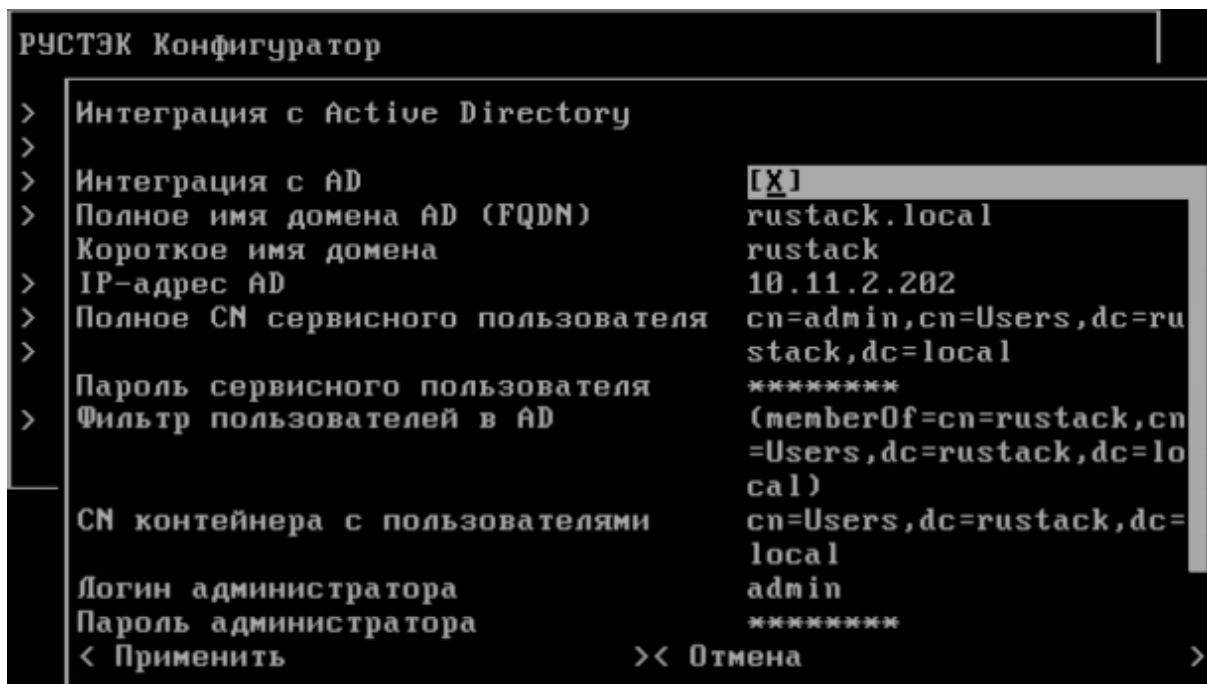 РУСТЭК Конфигуратор
> Интеграция с Active Directory
>
> Интеграция с AD [X]
> Полное имя домена AD (FQDN) rustack.local
Короткое имя домена rustack
> IP-адрес AD 10.11.2.202
> Полное CN сервисного пользователя cn=admin,cn=Users,dc=ru
> stack,dc=local
Пароль сервисного пользователя ********
> Фильтр пользователей в AD (memberOf=cn=rustack,cn
=Users,dc=rustack,dc=lo
cal)
CN контейнера с пользователями cn=Users,dc=rustack,dc=
local
Логин администратора admin
Пароль администратора ********
< Применить >< Отмена >